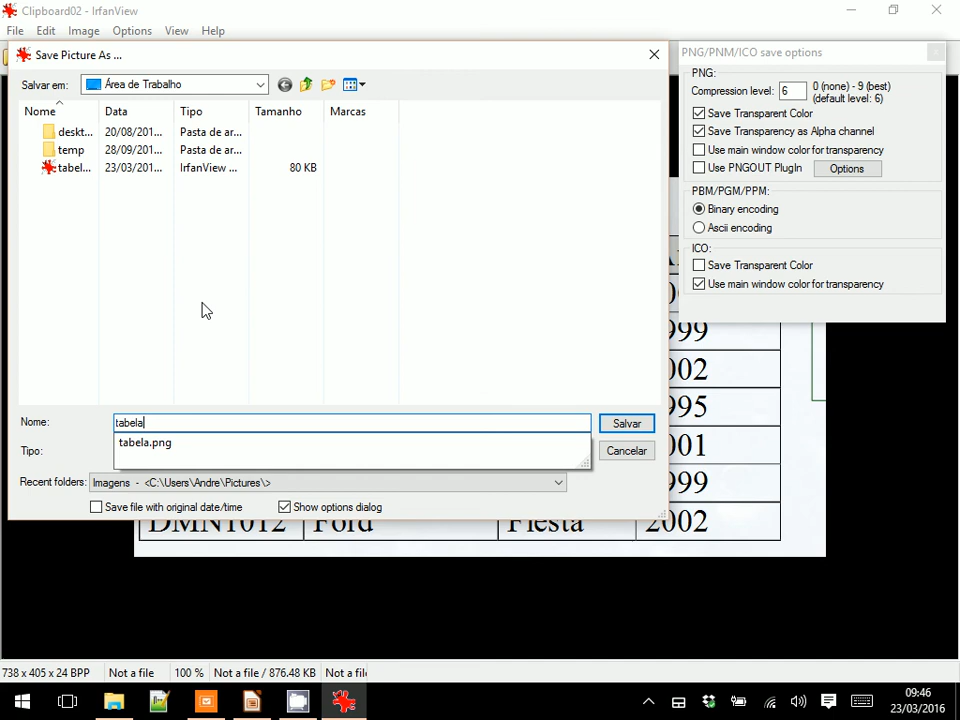 Clipboard02 - IrfanView
File Edit Image Options View Help
Save Picture As ...
Salvar em: Área de Trabalho
Nome Data Tipo Tamanho Marcas
deskt... 20/08/201... Pasta de ar...
temp 28/09/201... Pasta de ar...
tabel... 23/03/201... IrfanView ... 80 KB
Nome: tabela
Salvar
tabela.png
Tipo:
Cancelar
Recent folders: Imagens - <C:\Users\Andre\Pictures\>
Save file with original date/time
Show options dialog
PNG/PNM/ICO save options
PNG:
Compression level: 6 0 (none) - 9 (best)
(default level: 6)
Save Transparent Color
Save Transparency as Alpha channel
Use main window color for transparency
Use PNGOUT PlugIn Options
PBM/PGM/PPM:
Binary encoding
Ascii encoding
ICO:
Save Transparent Color
Use main window color for transparency
999
002
995
001
999
DMN1012 Ford Fiesta 2002
738 x 405 x 24 BPP Not a file 100 % Not a file / 876.48 KB Not a file
09:46
23/03/2016